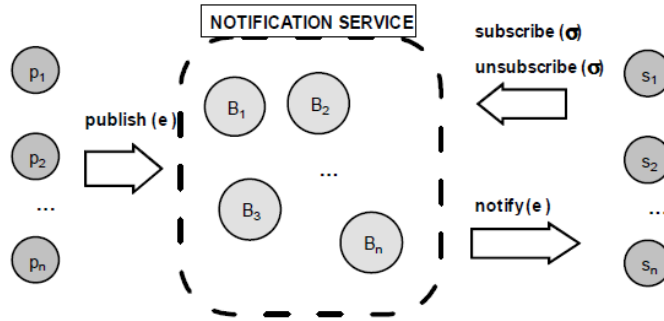 NOTIFICATION SERVICE
p1
p2
...
pn
publish (e)
B1
B2
...
B3
Bn
subscribe (σ)
unsubscribe (σ)
notify(e)
s1
s2
...
sn